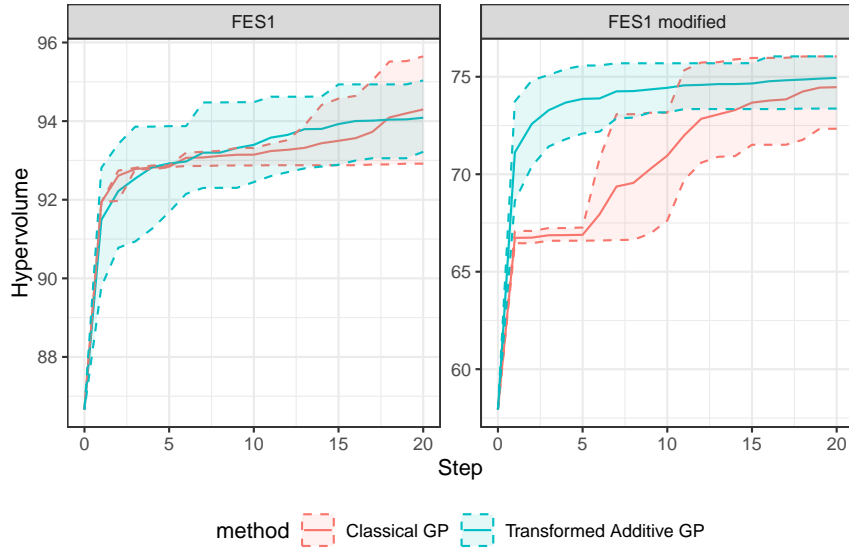 FES1
FES1 modified
Hypervolume
96
94
92
90
88
75
70
65
60
0 5 10 15 20
0 5 10 15 20
Step
method Classical GP Transformed Additive GP